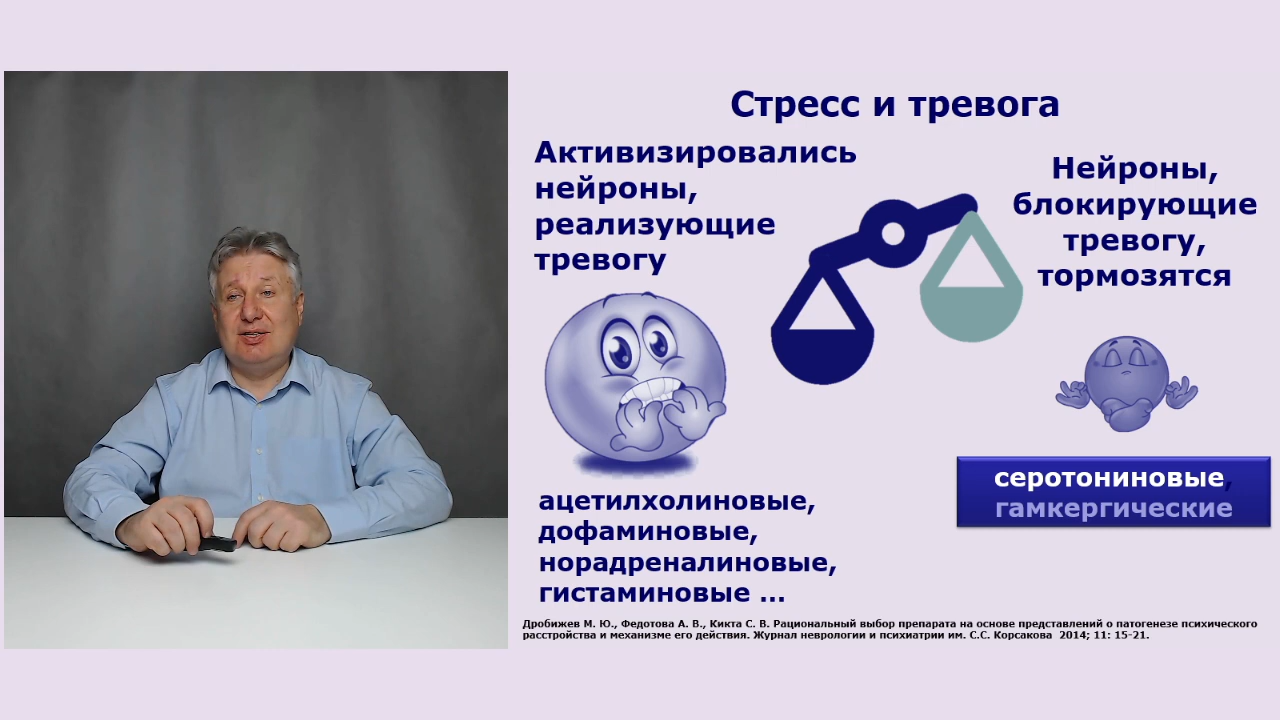 Стресс и тревога
Активизировались
нейроны,
реализующие
тревогу
Нейроны,
блокирующие
тревогу,
тормозятся
ацетилхолиновые,
дофаминовые,
норадреналиновые,
гистаминовые ...
серотониновые,
гамкергические
Дробижев М. Ю., Федотова А. В., Кикта С. В. Рациональный выбор препарата на основе представлений о патогенезе психического
расстройства и механизме его действия. Журнал неврологии и психиатрии им. С.С. Корсакова 2014; 11: 15-21.